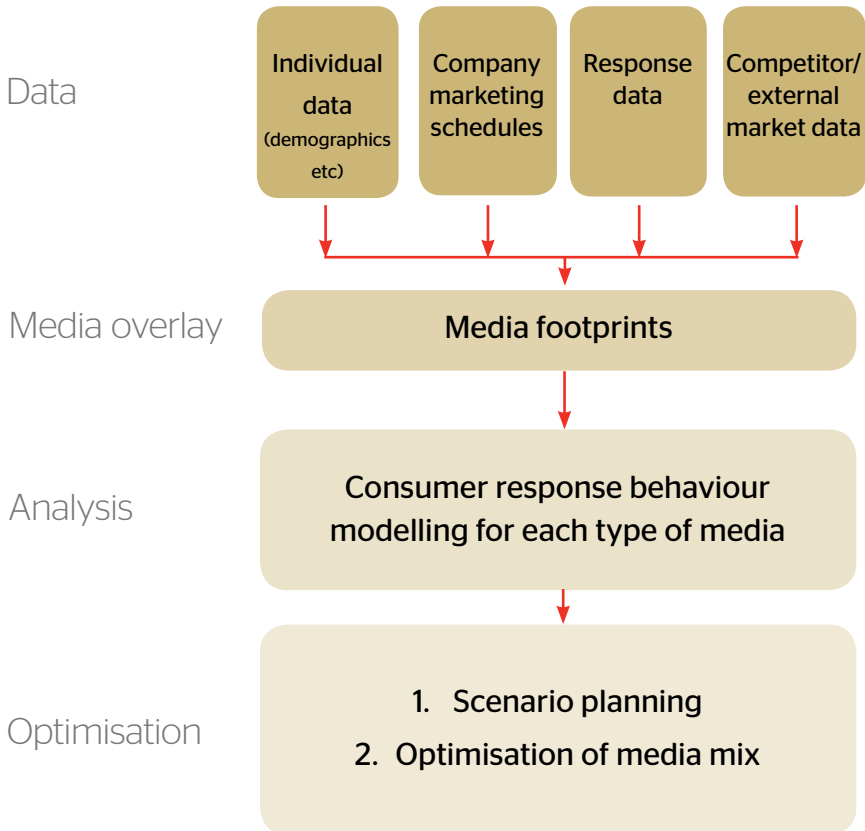 Data
Individual
data
(demographics
etc)
Company
marketing
schedules
Response
data
Competitor/
external
market data
Media overlay
Media footprints
Analysis
Consumer response behaviour
modelling for each type of media
Optimisation
1. Scenario planning
2. Optimisation of media mix